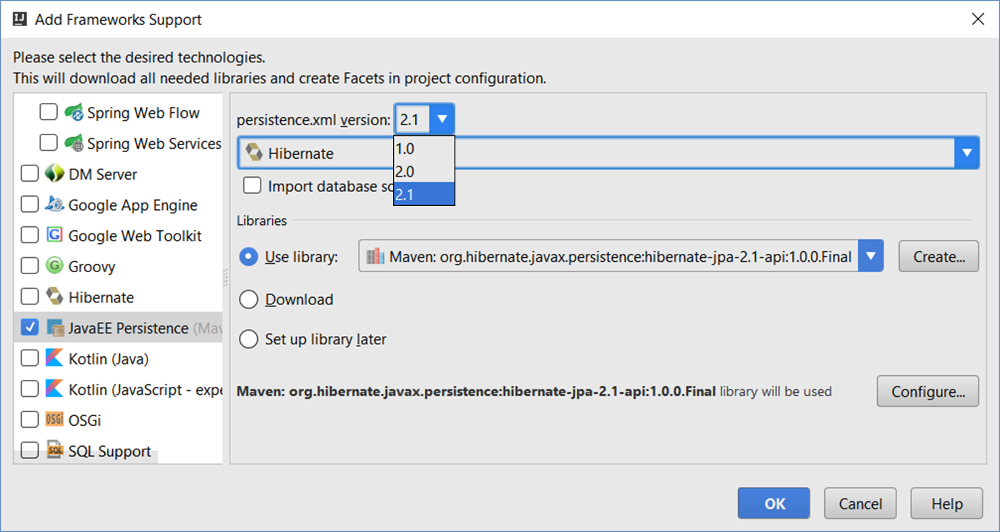 Add Frameworks Support
Please select the desired technologies.
This will download all needed libraries and create Facets in project configuration.
Spring Web Flow
Spring Web Services
DM Server
Google App Engine
Google Web Toolkit
Groovy
Hibernate
JavaEE Persistence (Mav
Kotlin (Java)
Kotlin (JavaScript - expe
OSGi
SQL Support
persistence.xml version: 2.1
1.0
2.0
2.1
Hibernate
Import database sc
Libraries
Use library: Maven: org.hibernate.javax.persistence:hibernate-jpa-2.1-api:1.0.0.Final Create...
Download
Set up library later
Maven: org.hibernate.javax.persistence:hibernate-jpa-2.1-api:1.0.0.Final library will be used Configure...
OK Cancel Help